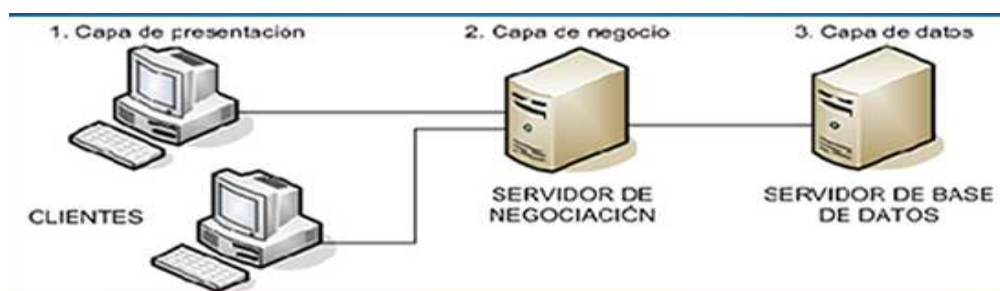 1. Capa de presentación
2. Capa de negocio
3. Capa de datos
CLIENTES
SERVIDOR DE
NEGOCIACIÓN
SERVIDOR DE BASE
DE DATOS